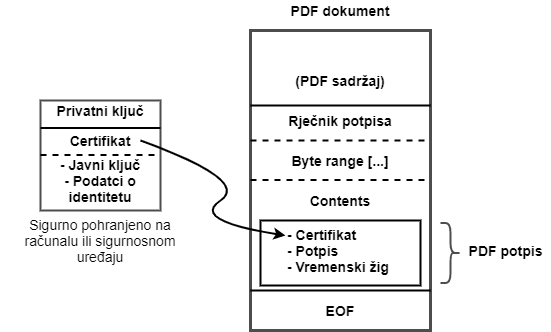 PDF dokument
(PDF sadržaj)
Privatni ključ
Certifikat
- Javni ključ
- Podatci o
identitetu
Sigurno pohranjeno na
računalu ili sigurnosnom
uređaju
Rječnik potpisa
Byte range [...]
Contents
- Certifikat
- Potpis
- Vremenski žig
PDF potpis
EOF